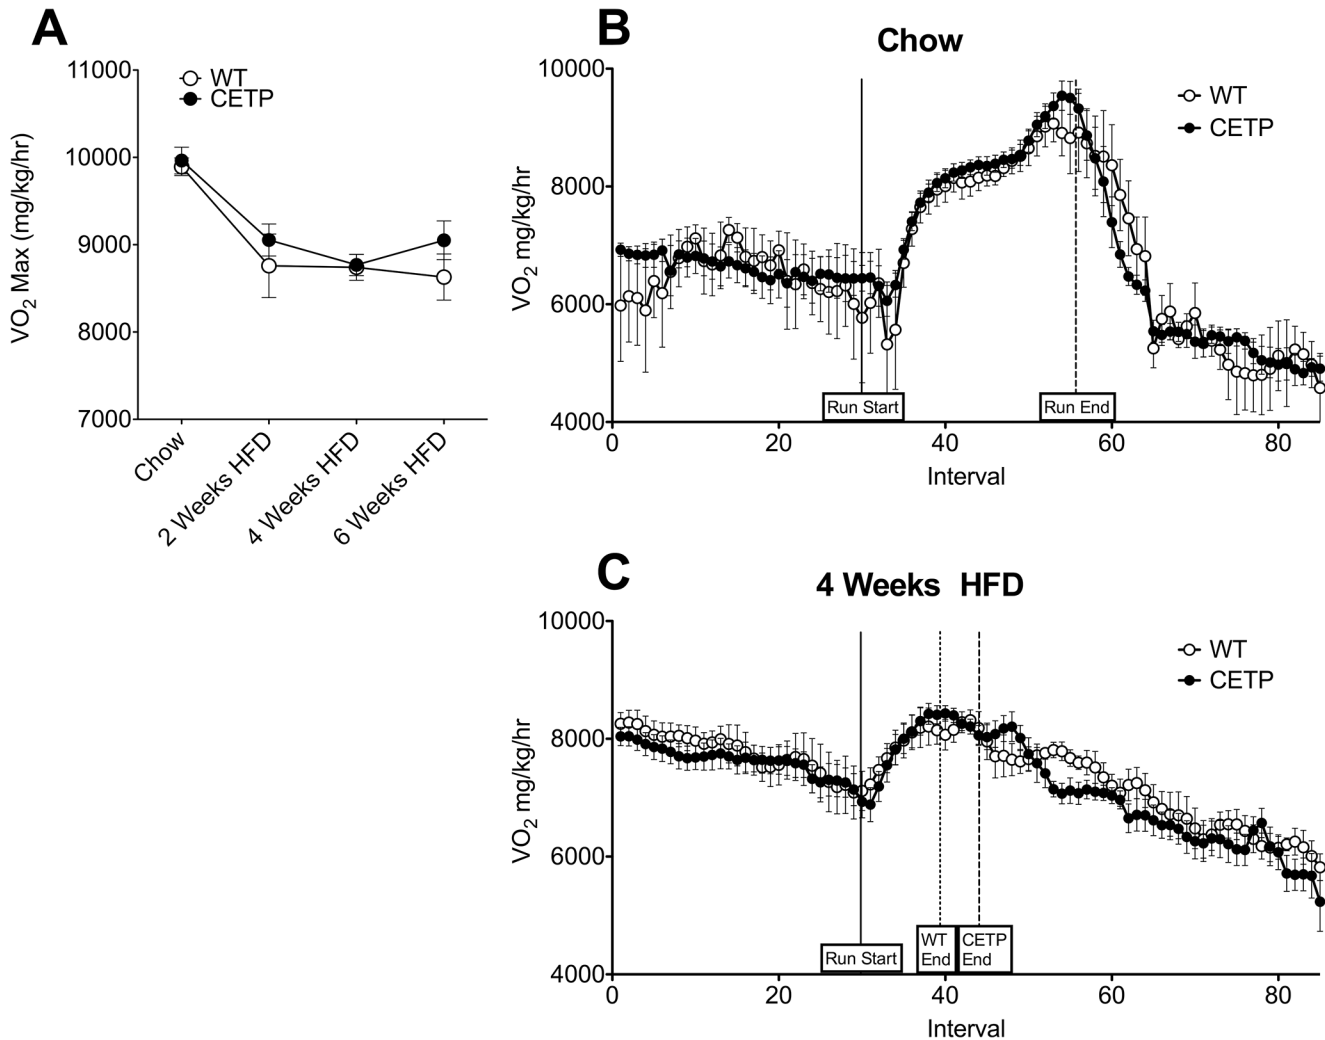 A
11000
10000
9000
8000
7000
VO2 Max (mg/kg/hr)
WT
CETP
Chow
2 Weeks HFD
4 Weeks HFD
6 Weeks HFD
B
Chow
10000
8000
6000
4000
VO2 mg/kg/hr
WT
CETP
Run Start
Run End
0
20
40
60
80
Interval
C
4 Weeks HFD
10000
8000
6000
4000
VO2 mg/kg/hr
WT
CETP
Run Start
WT
End
CETP
End
0
20
40
60
80
Interval